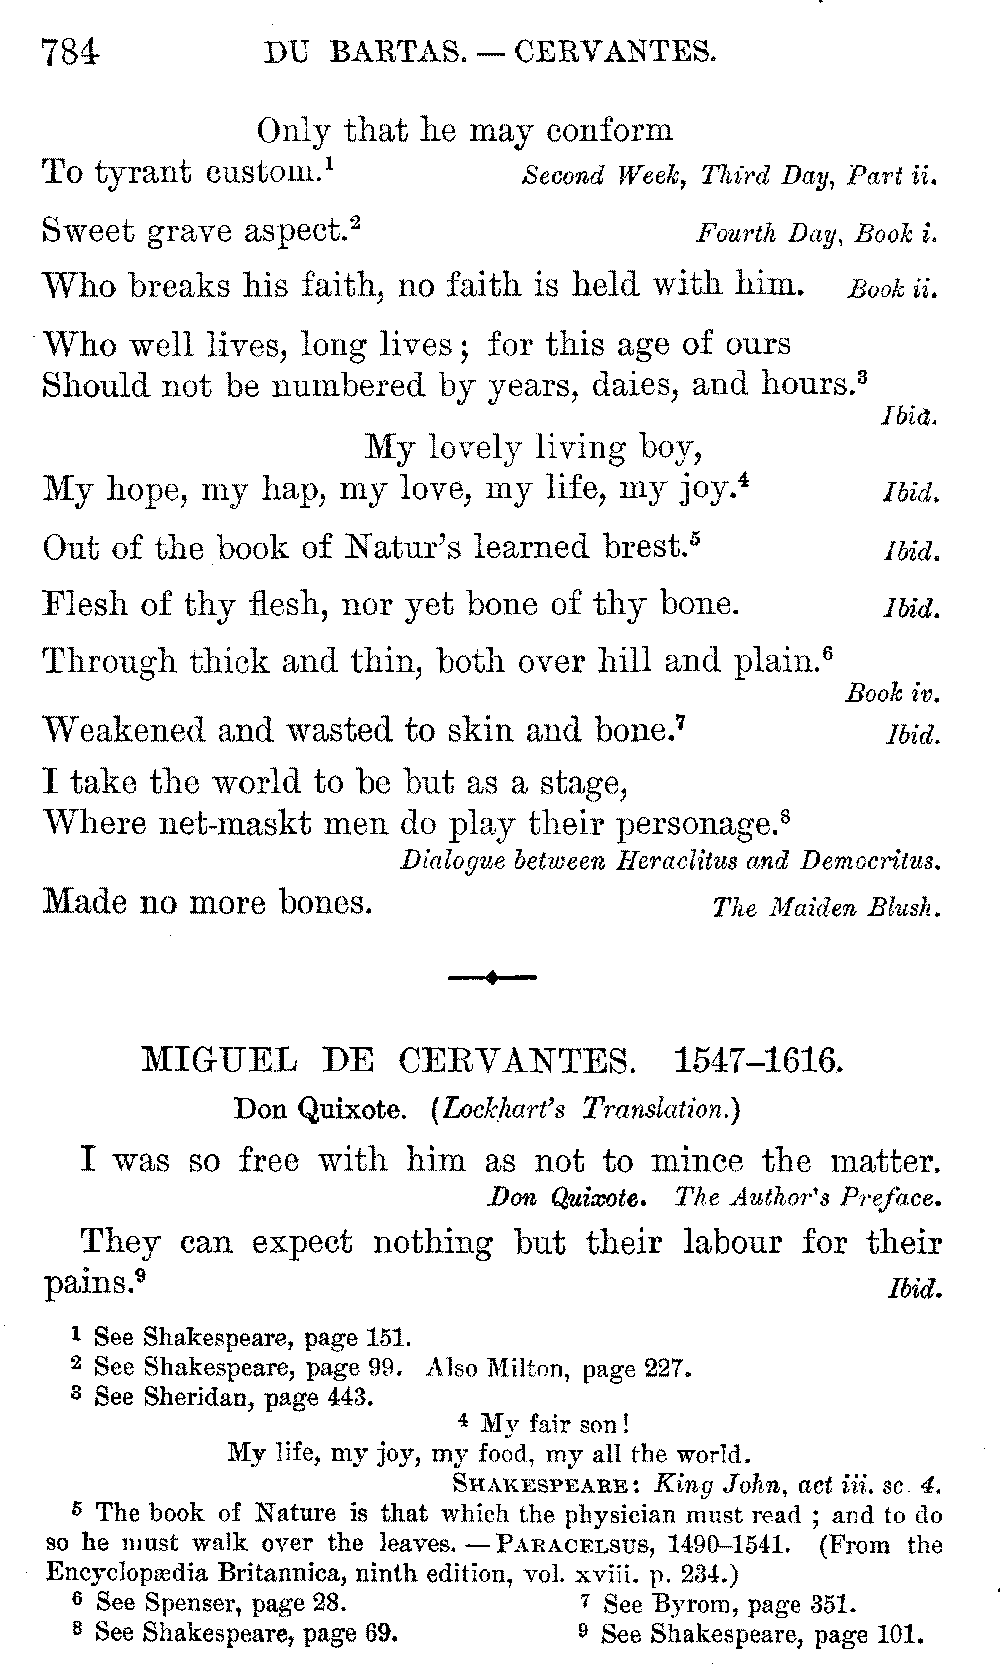 784 DU BARTAS. — CERVANTES.
Only that he may conform
To tyrant custom.¹ Second Week, Third Day, Part ii.
Sweet grave aspect.² Fourth Day, Book i.
Who breaks his faith, no faith is held with him. Book ii.
Who well lives, long lives; for this age of ours
Should not be numbered by years, daies, and hours.³
Ibid.
My lovely living boy,
My hope, my hap, my love, my life, my joy.⁴ Ibid.
Out of the book of Natur's learned brest.⁵ Ibid.
Flesh of thy flesh, nor yet bone of thy bone. Ibid.
Through thick and thin, both over hill and plain.⁶
Book iv.
Weakened and wasted to skin and bone.⁷ Ibid.
I take the world to be but as a stage,
Where net-maskt men do play their personage.⁸
Dialogue between Heraclitus and Democritus.
Made no more bones. The Maiden Blush.
MIGUEL DE CERVANTES. 1547–1616.
Don Quixote. (Lockhart's Translation.)
I was so free with him as not to mince the matter.
Don Quixote. The Author's Preface.
They can expect nothing but their labour for their
pains.⁹ Ibid.
¹ See Shakespeare, page 151.
² See Shakespeare, page 99. Also Milton, page 227.
³ See Sheridan, page 443.
⁴ My fair son!
My life, my joy, my food, my all the world.
SHAKESPEARE: King John, act iii. sc. 4.
⁵ The book of Nature is that which the physician must read; and to do
so he must walk over the leaves. — PARACELSUS, 1490–1541. (From the
Encyclopædia Britannica, ninth edition, vol. xviii. p. 234.)
⁶ See Spenser, page 28. ⁷ See Byrom, page 351.
⁸ See Shakespeare, page 69. ⁹ See Shakespeare, page 101.